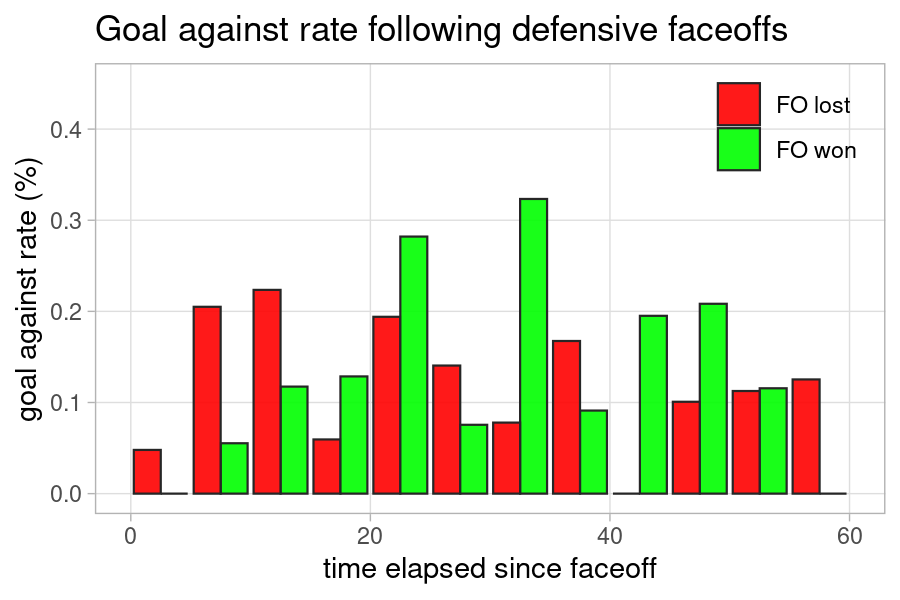 Goal against rate following defensive faceoffs
FO lost
FO won
goal against rate (%)
0.4
0.3
0.2
0.1
0.0
0
20
40
60
time elapsed since faceoff